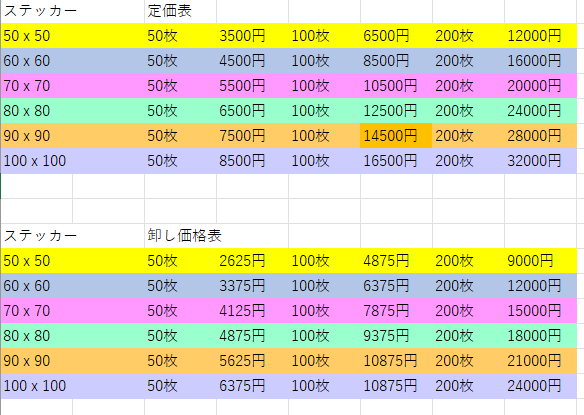 ステッカー 定価表
50 x 50 50枚 3500円 100枚 6500円 200枚 12000円
60 x 60 50枚 4500円 100枚 8500円 200枚 16000円
70 x 70 50枚 5500円 100枚 10500円 200枚 20000円
80 x 80 50枚 6500円 100枚 12500円 200枚 24000円
90 x 90 50枚 7500円 100枚 14500円 200枚 28000円
100 x 100 50枚 8500円 100枚 16500円 200枚 32000円
ステッカー 卸し価格表
50 x 50 50枚 2625円 100枚 4875円 200枚 9000円
60 x 60 50枚 3375円 100枚 6375円 200枚 12000円
70 x 70 50枚 4125円 100枚 7875円 200枚 15000円
80 x 80 50枚 4875円 100枚 9375円 200枚 18000円
90 x 90 50枚 5625円 100枚 10875円 200枚 21000円
100 x 100 50枚 6375円 100枚 10875円 200枚 24000円